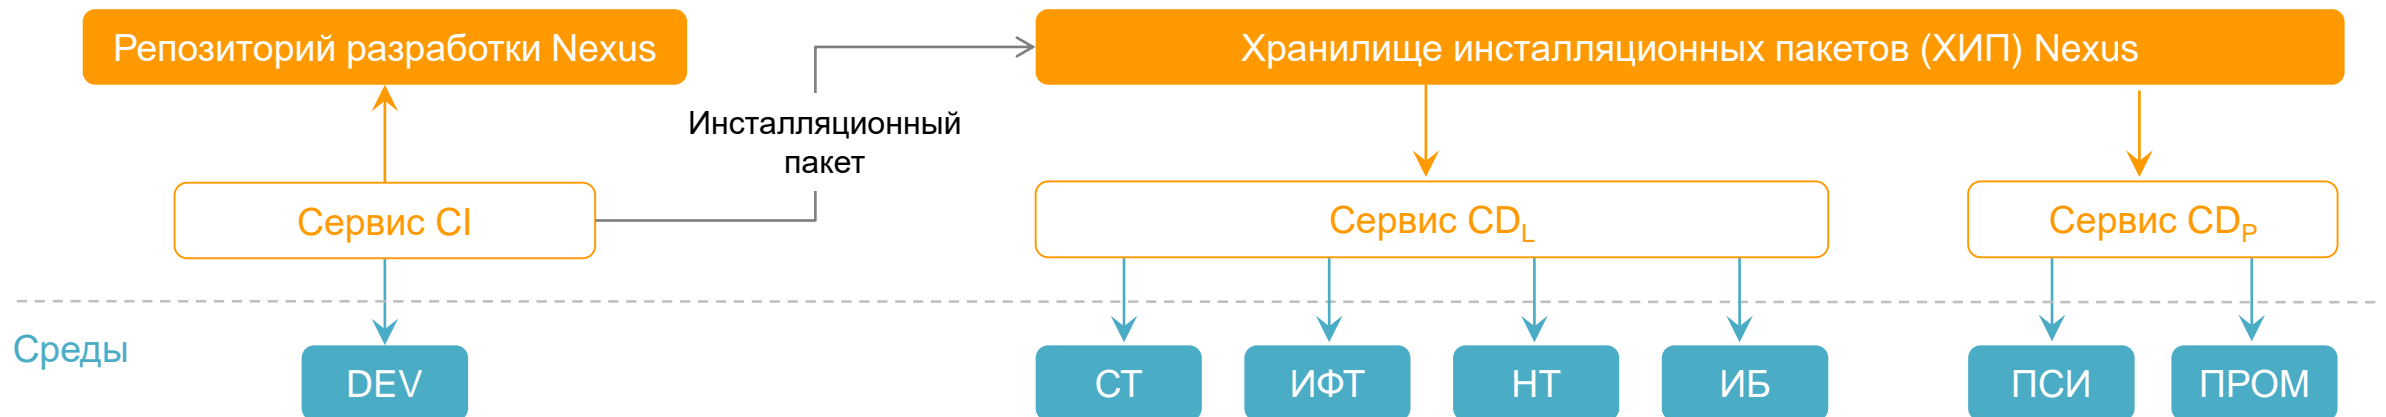 Репозиторий разработки Nexus
Хранилище инсталляционных пакетов (ХИП) Nexus
Инсталляционный
пакет
Сервис CI
Сервис CDL
Сервис CDP
Среды
DEV
СТ
ИФТ
НТ
ИБ
ПСИ
ПРОМ